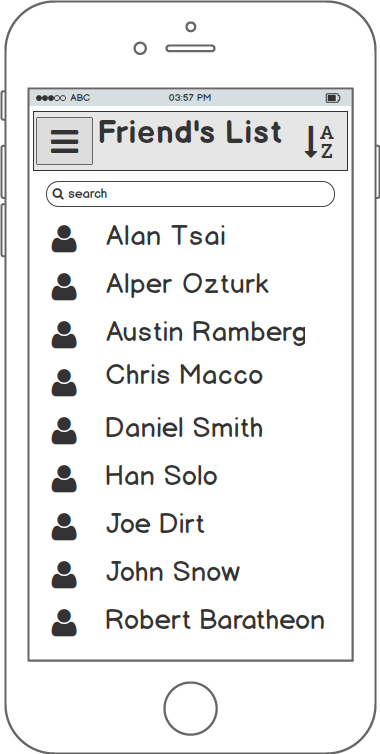 ABC 03:57 PM
Friend's List
A
Z
search
Alan Tsai
Alper Ozturk
Austin Ramberg
Chris Macco
Daniel Smith
Han Solo
Joe Dirt
John Snow
Robert Baratheon